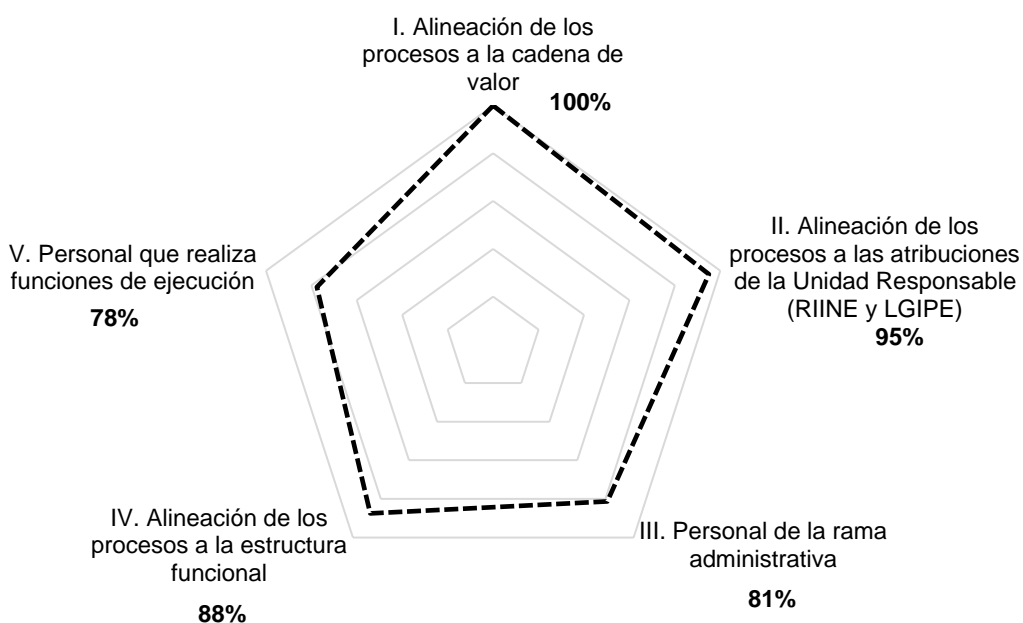 I. Alineación de los
procesos a la cadena de
valor
100%
II. Alineación de los
procesos a las atribuciones
de la Unidad Responsable
(RIINE y LGIPE)
95%
III. Personal de la rama
administrativa
81%
IV. Alineación de los
procesos a la estructura
funcional
88%
V. Personal que realiza
funciones de ejecución
78%